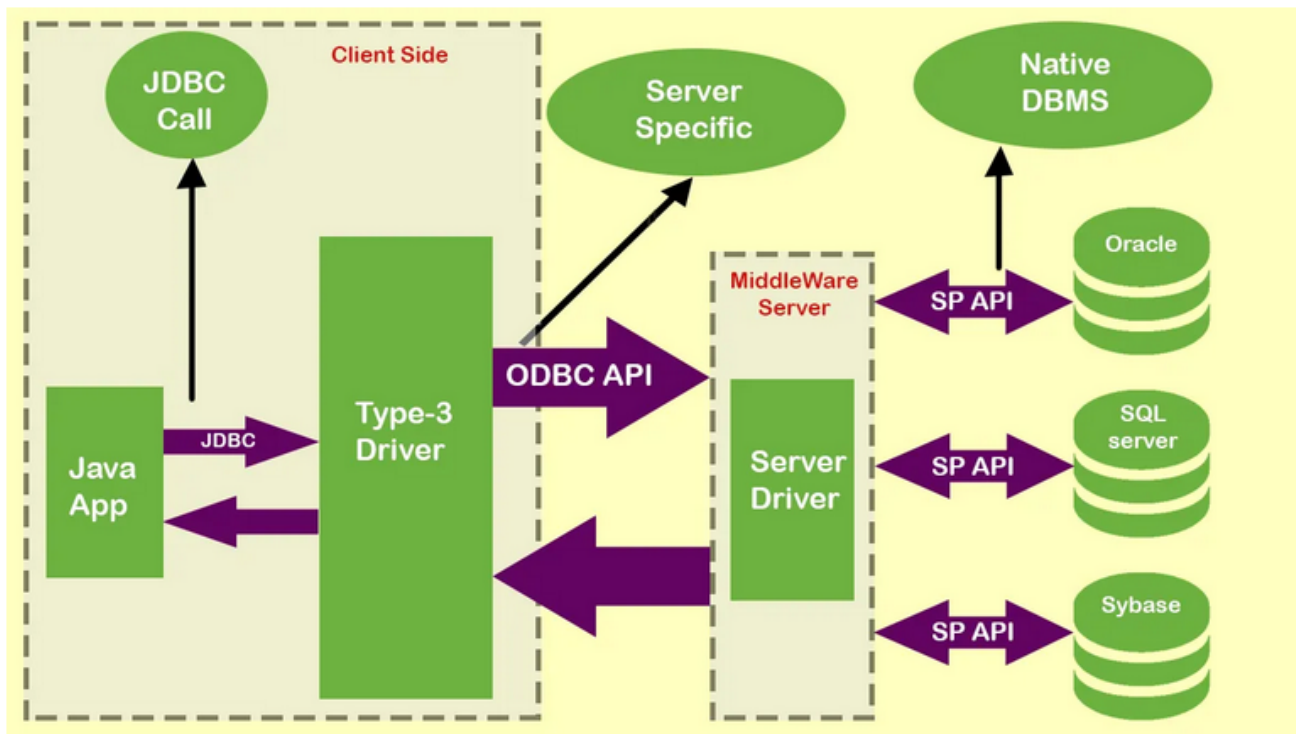 Client Side
JDBC
Call
Server
Specific
Native
DBMS
Oracle
MiddleWare
Server
SP API
ODBC API
Type-3
Driver
JDBC
Java
App
SQL
server
Server
Driver
SP API
Sybase
SP API